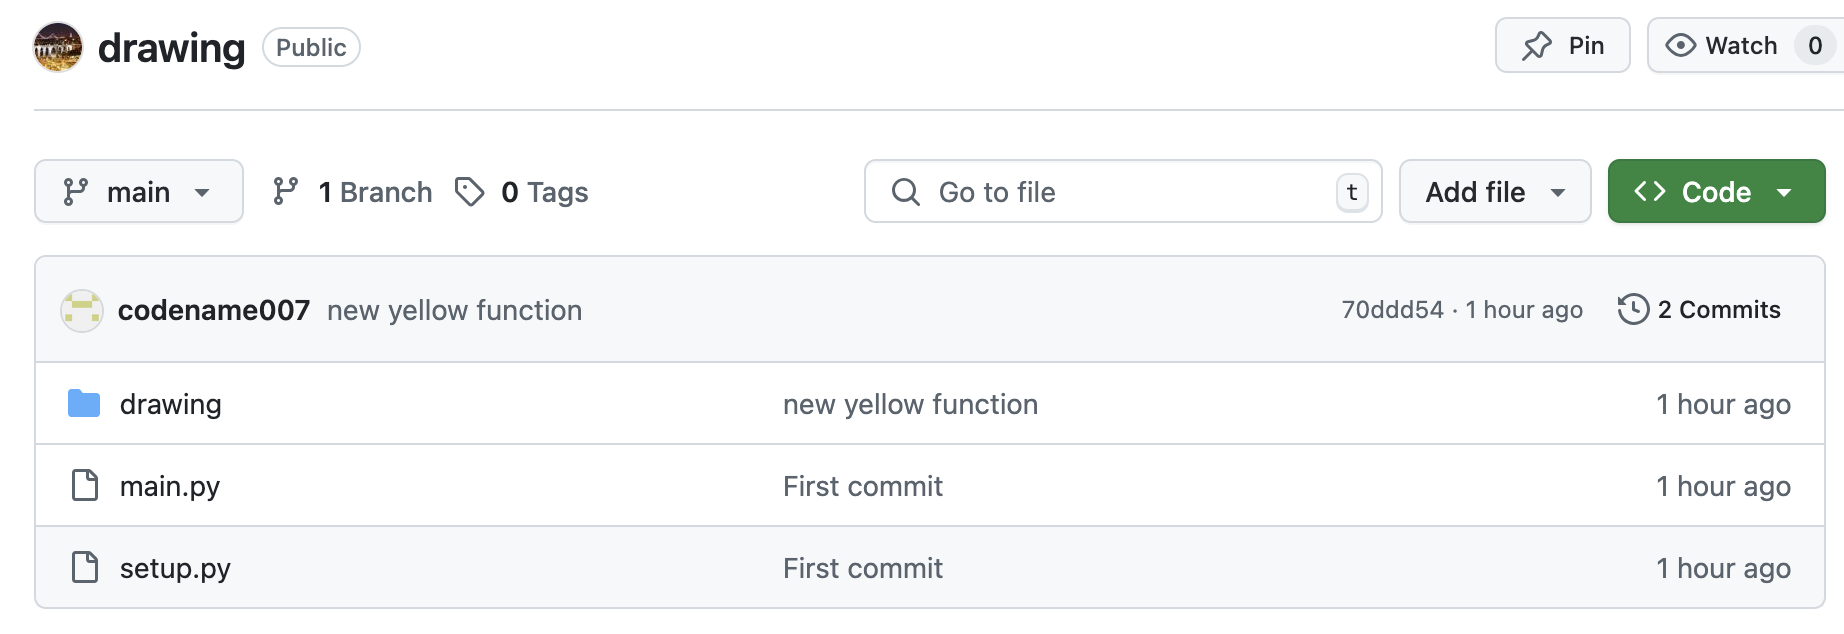 drawing Public Pin Watch 0
main 1 Branch 0 Tags Go to file t Add file Code
codename007 new yellow function 70ddd54 · 1 hour ago 2 Commits
drawing new yellow function 1 hour ago
main.py First commit 1 hour ago
setup.py First commit 1 hour ago